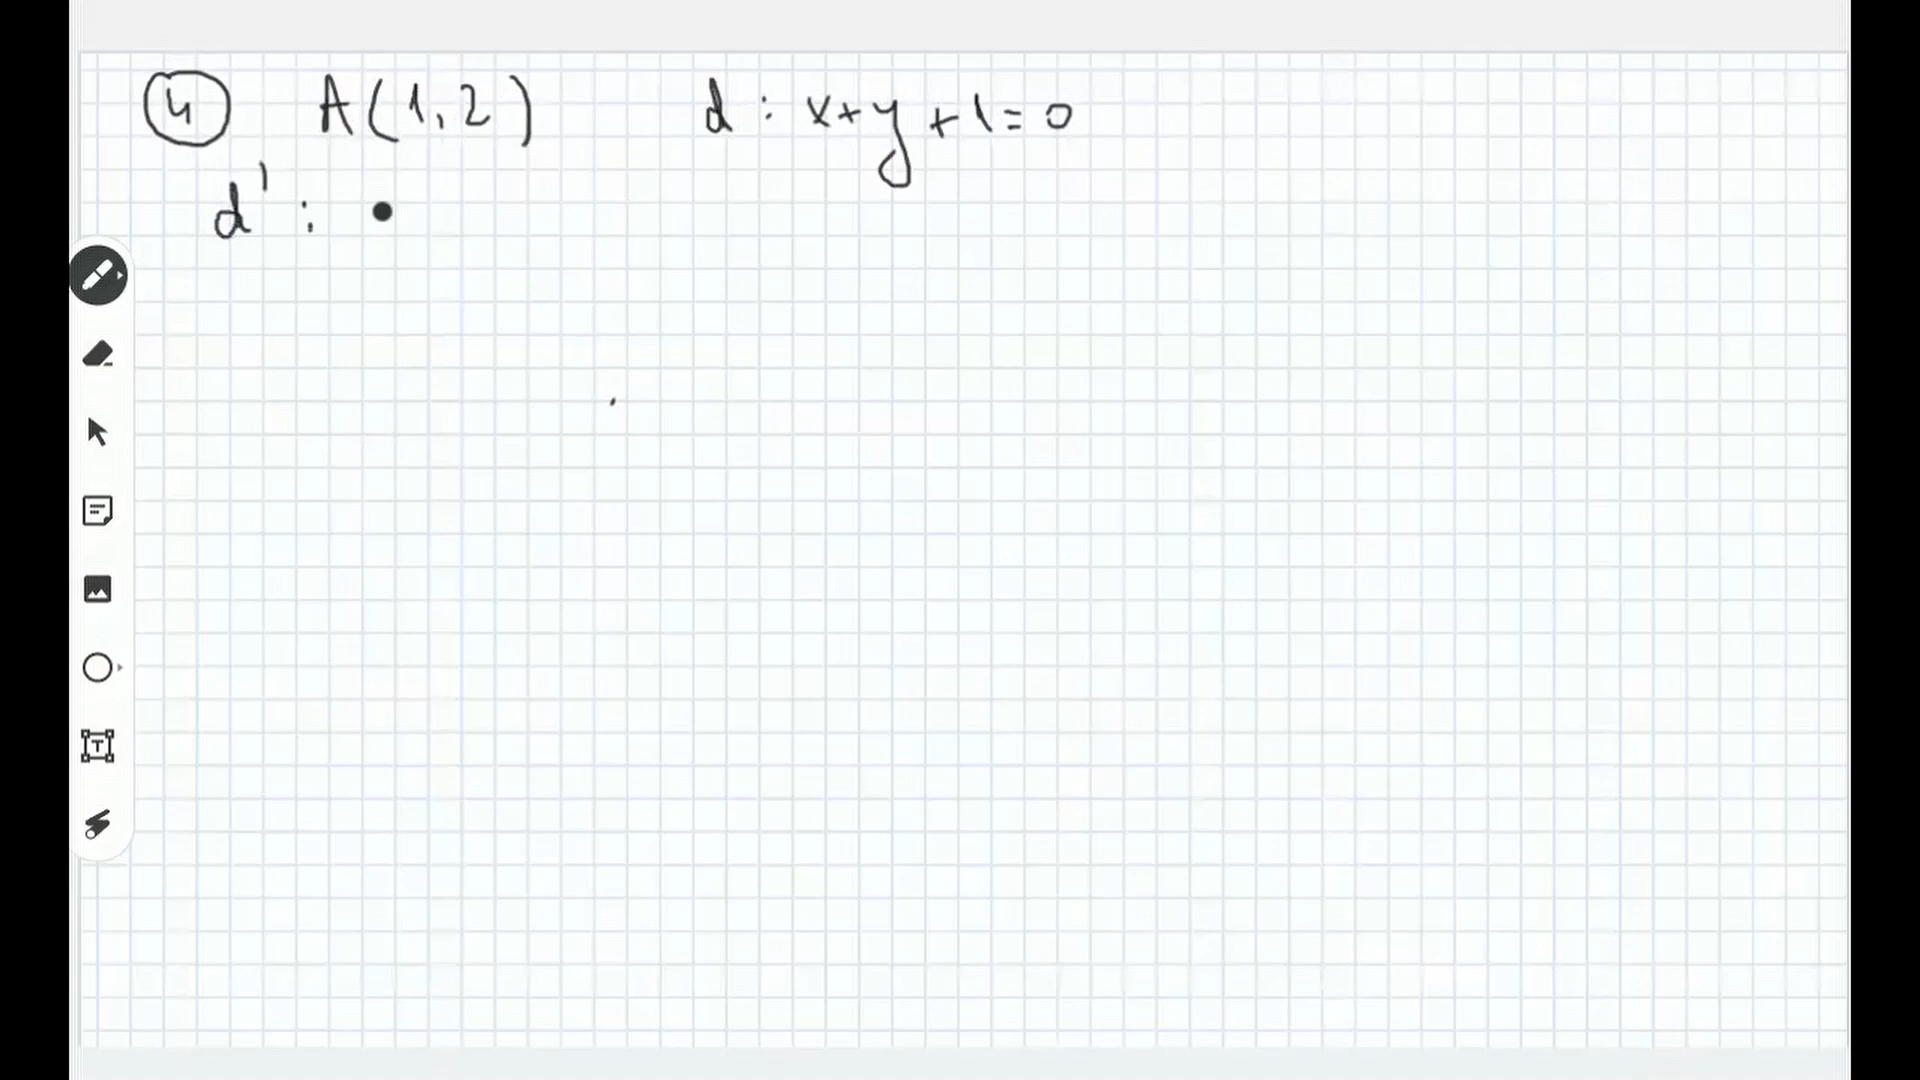 4 A(1,2) d : x+y+1=0
d' :